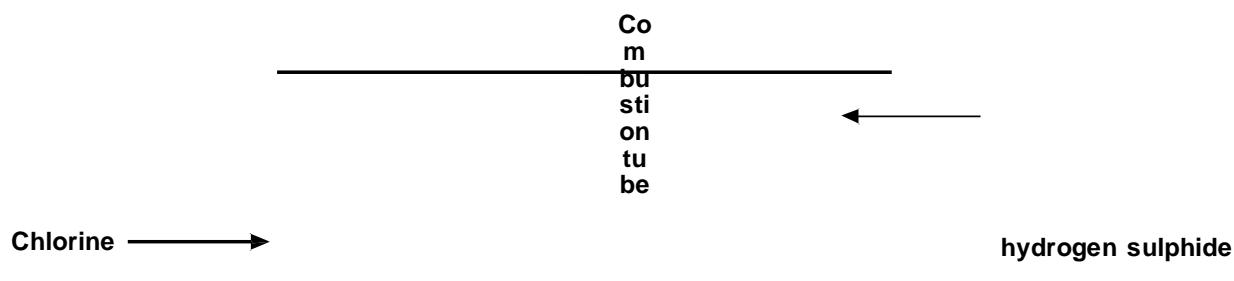 Co
m
bu
sti
on
tu
be
Chlorine
hydrogen sulphide